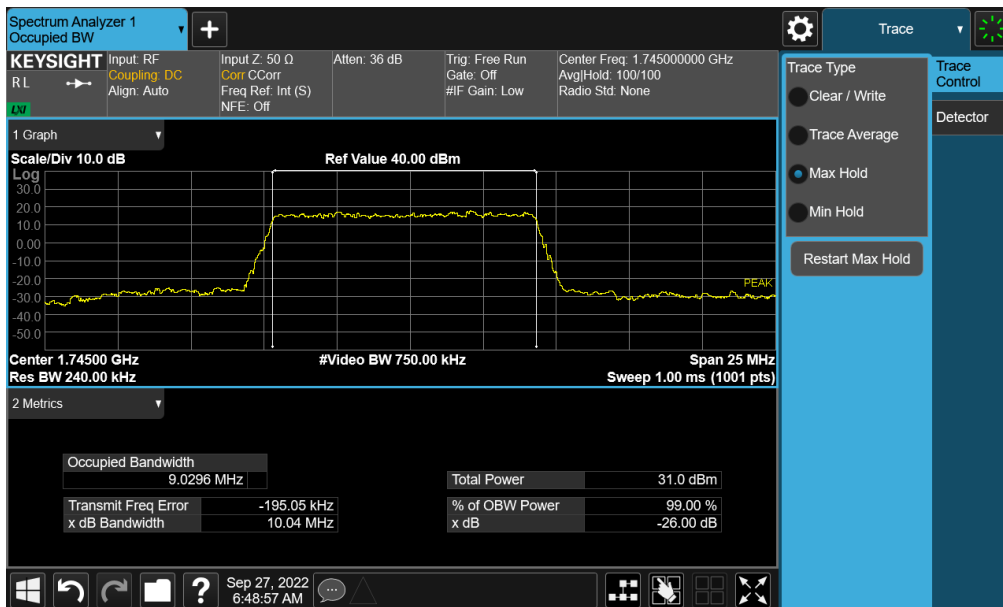 Spectrum Analyzer 1
Occupied BW
Trace
KEYSIGHT
R L
LXI
Input: RF
Coupling: DC
Align: Auto
Input Z: 50 Ω
Corr CCorr
Freq Ref: Int (S)
NFE: Off
Atten: 36 dB
Trig: Free Run
Gate: Off
#IF Gain: Low
Center Freq: 1.745000000 GHz
Avg|Hold: 100/100
Radio Std: None
1 Graph
Scale/Div 10.0 dB
Ref Value 40.00 dBm
Log
30.0
20.0
10.0
0.00
-10.0
-20.0
-30.0
-40.0
-50.0
PEAK
Center 1.74500 GHz
#Video BW 750.00 kHz
Span 25 MHz
Res BW 240.00 kHz
Sweep 1.00 ms (1001 pts)
2 Metrics
Occupied Bandwidth
9.0296 MHz
Transmit Freq Error -195.05 kHz
x dB Bandwidth 10.04 MHz
Total Power 31.0 dBm
% of OBW Power 99.00 %
x dB -26.00 dB
Trace Type
Clear / Write
Trace Average
Max Hold
Min Hold
Restart Max Hold
Trace
Control
Detector
?
Sep 27, 2022
6:48:57 AM